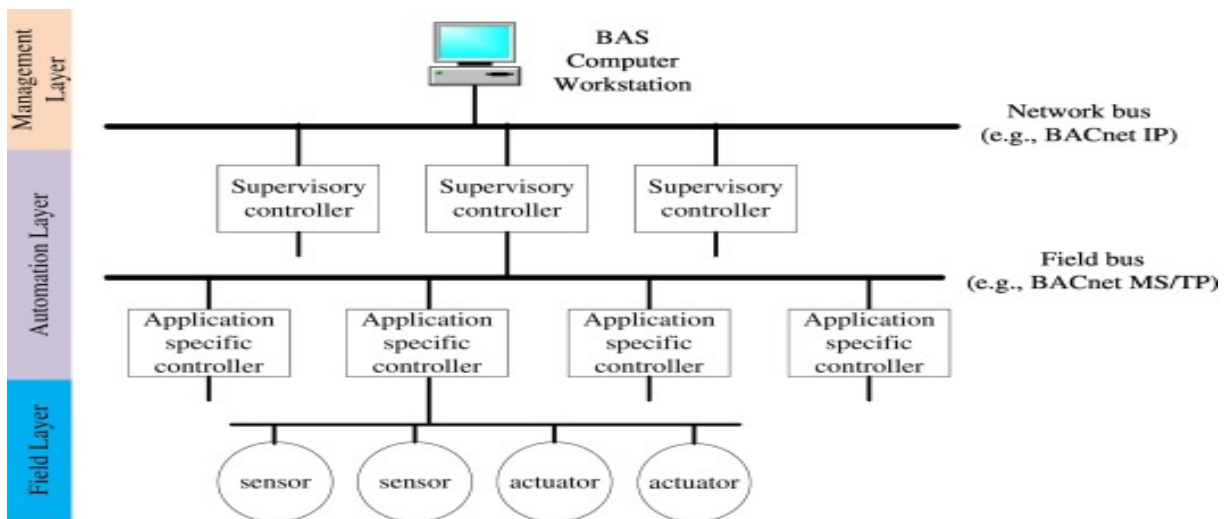 Management
Layer
BAS
Computer
Workstation
Network bus
(e.g., BACnet IP)
Automation Layer
Supervisory
controller
Supervisory
controller
Supervisory
controller
Field bus
(e.g., BACnet MS/TP)
Application
specific
controller
Application
specific
controller
Application
specific
controller
Application
specific
controller
Field Layer
sensor
sensor
actuator
actuator